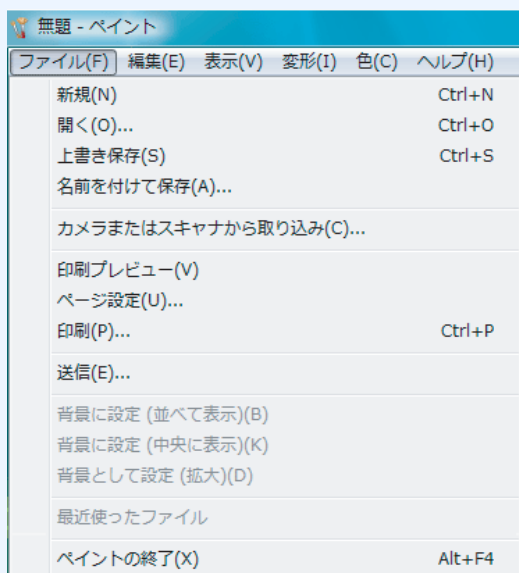 無題 - ペイント
ファイル(F) 編集(E) 表示(V) 変形(I) 色(C) ヘルプ(H)
新規(N) Ctrl+N
開く(O)... Ctrl+O
上書き保存(S) Ctrl+S
名前を付けて保存(A)...
カメラまたはスキャナから取り込み(C)...
印刷プレビュー(V)
ページ設定(U)...
印刷(P)... Ctrl+P
送信(E)...
背景に設定 (並べて表示)(B)
背景に設定 (中央に表示)(K)
背景として設定 (拡大)(D)
最近使ったファイル
ペイントの終了(X) Alt+F4